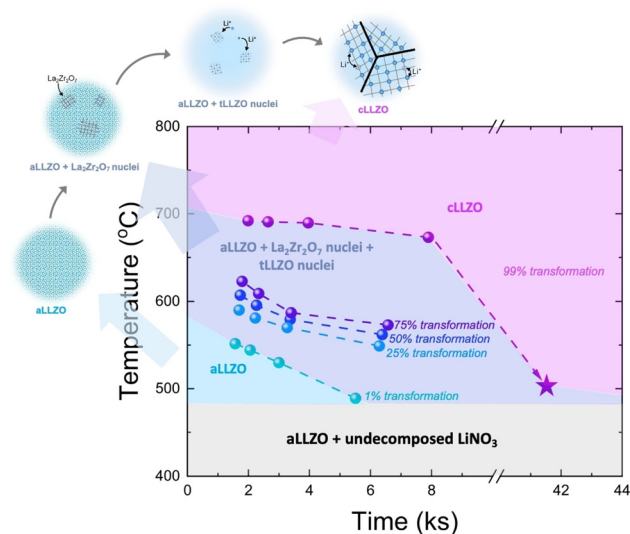 Li⁺
Li⁺
La₂Zr₂O₇
aLLZO + tLLZO nuclei
Li⁺
Li⁺
cLLZO
aLLZO + La₂Zr₂O₇ nuclei
aLLZO
800
700
600
500
400
Temperature (⁰C)
cLLZO
aLLZO + La₂Zr₂O₇ nuclei +
tLLZO nuclei
99% transformation
75% transformation
50% transformation
25% transformation
aLLZO
1% transformation
aLLZO + undecomposed LiNO₃
0 2 4 6 8 42 44
Time (ks)